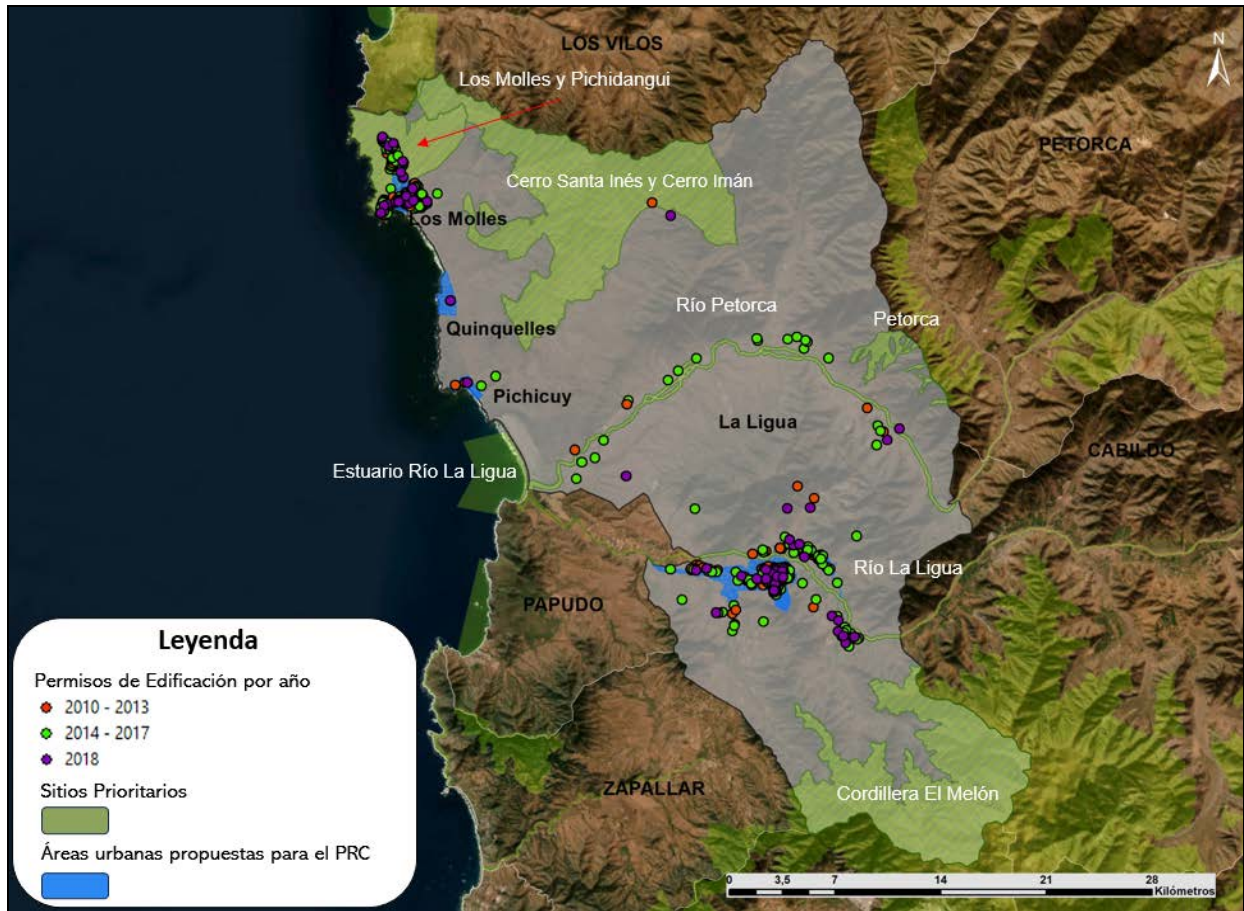 LOS VILOS
N
Los Molles y Pichidangui
PETORCA
Cerro Santa Inés y Cerro Imán
Los Molles
Río Petorca
Petorca
Quinquelles
Pichicuy
La Ligua
CABILDO
Estuario Río La Ligua
Río La Ligua
PAPUDO
Leyenda
Permisos de Edificación por año
2010 - 2013
2014 - 2017
2018
Sitios Prioritarios
Áreas urbanas propuestas para el PRC
ZAPALLAR
Cordillera El Melón
0 3,5 7 14 21 28
Kilómetros